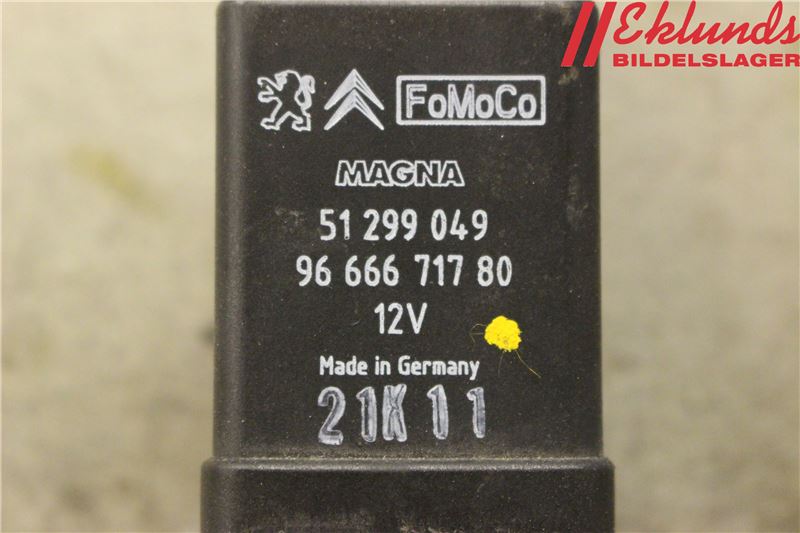 Eklunds
BILDELSLAGER
FoMoCo
MAGNA
51 299 049
96 666 717 80
12V
Made in Germany
21K11